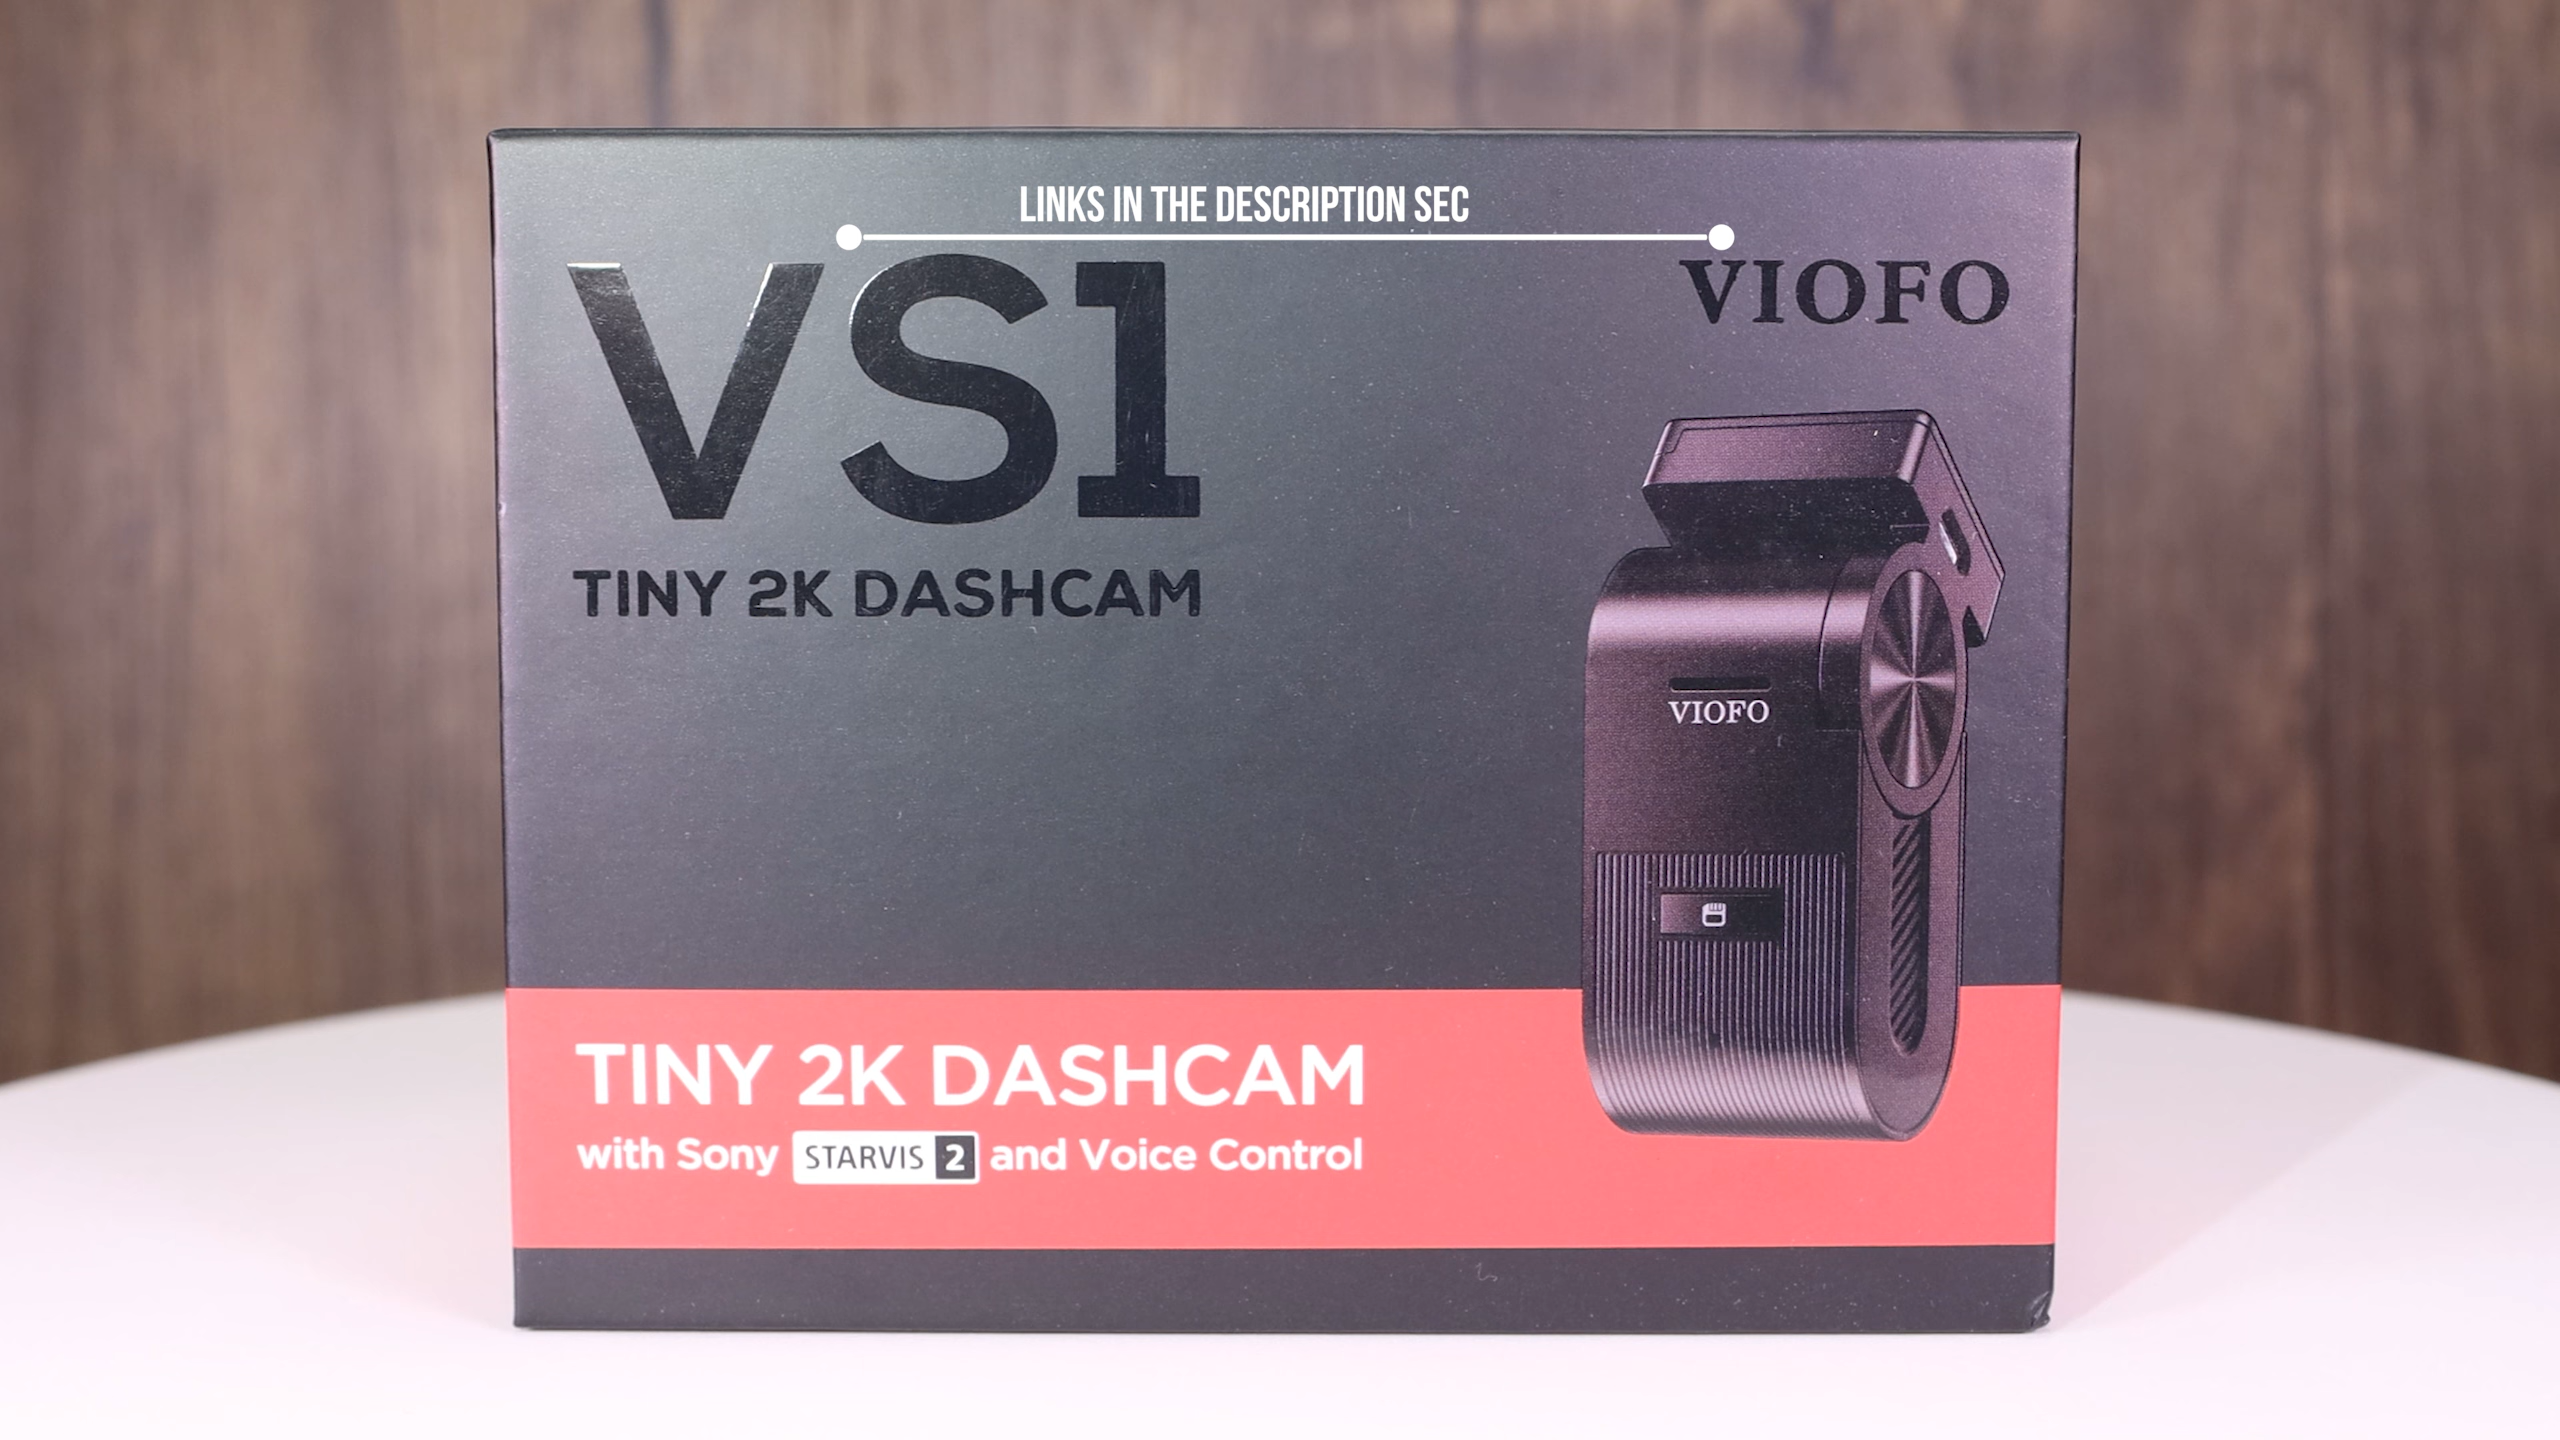 LINKS IN THE DESCRIPTION SEC
VS1
VIOFO
TINY 2K DASHCAM
VIOFO
TINY 2K DASHCAM
with Sony STARVIS 2 and Voice Control